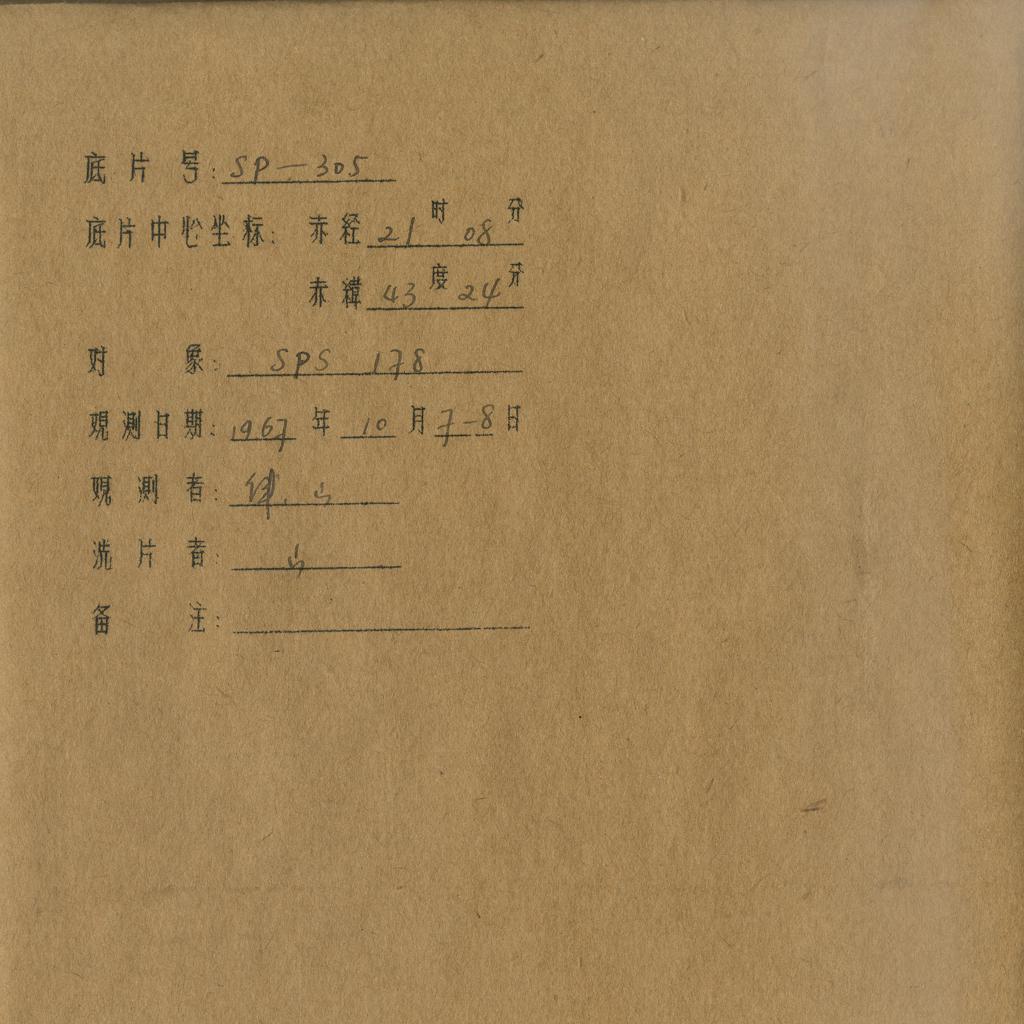 底片号: SP-305
底片中心坐标: 赤经 21 时 08 分
赤緯 43 度 24 分
对象: SPS 178
观测日期: 1967 年 10 月 7-8 日
观测者:
洗片者:
备注: